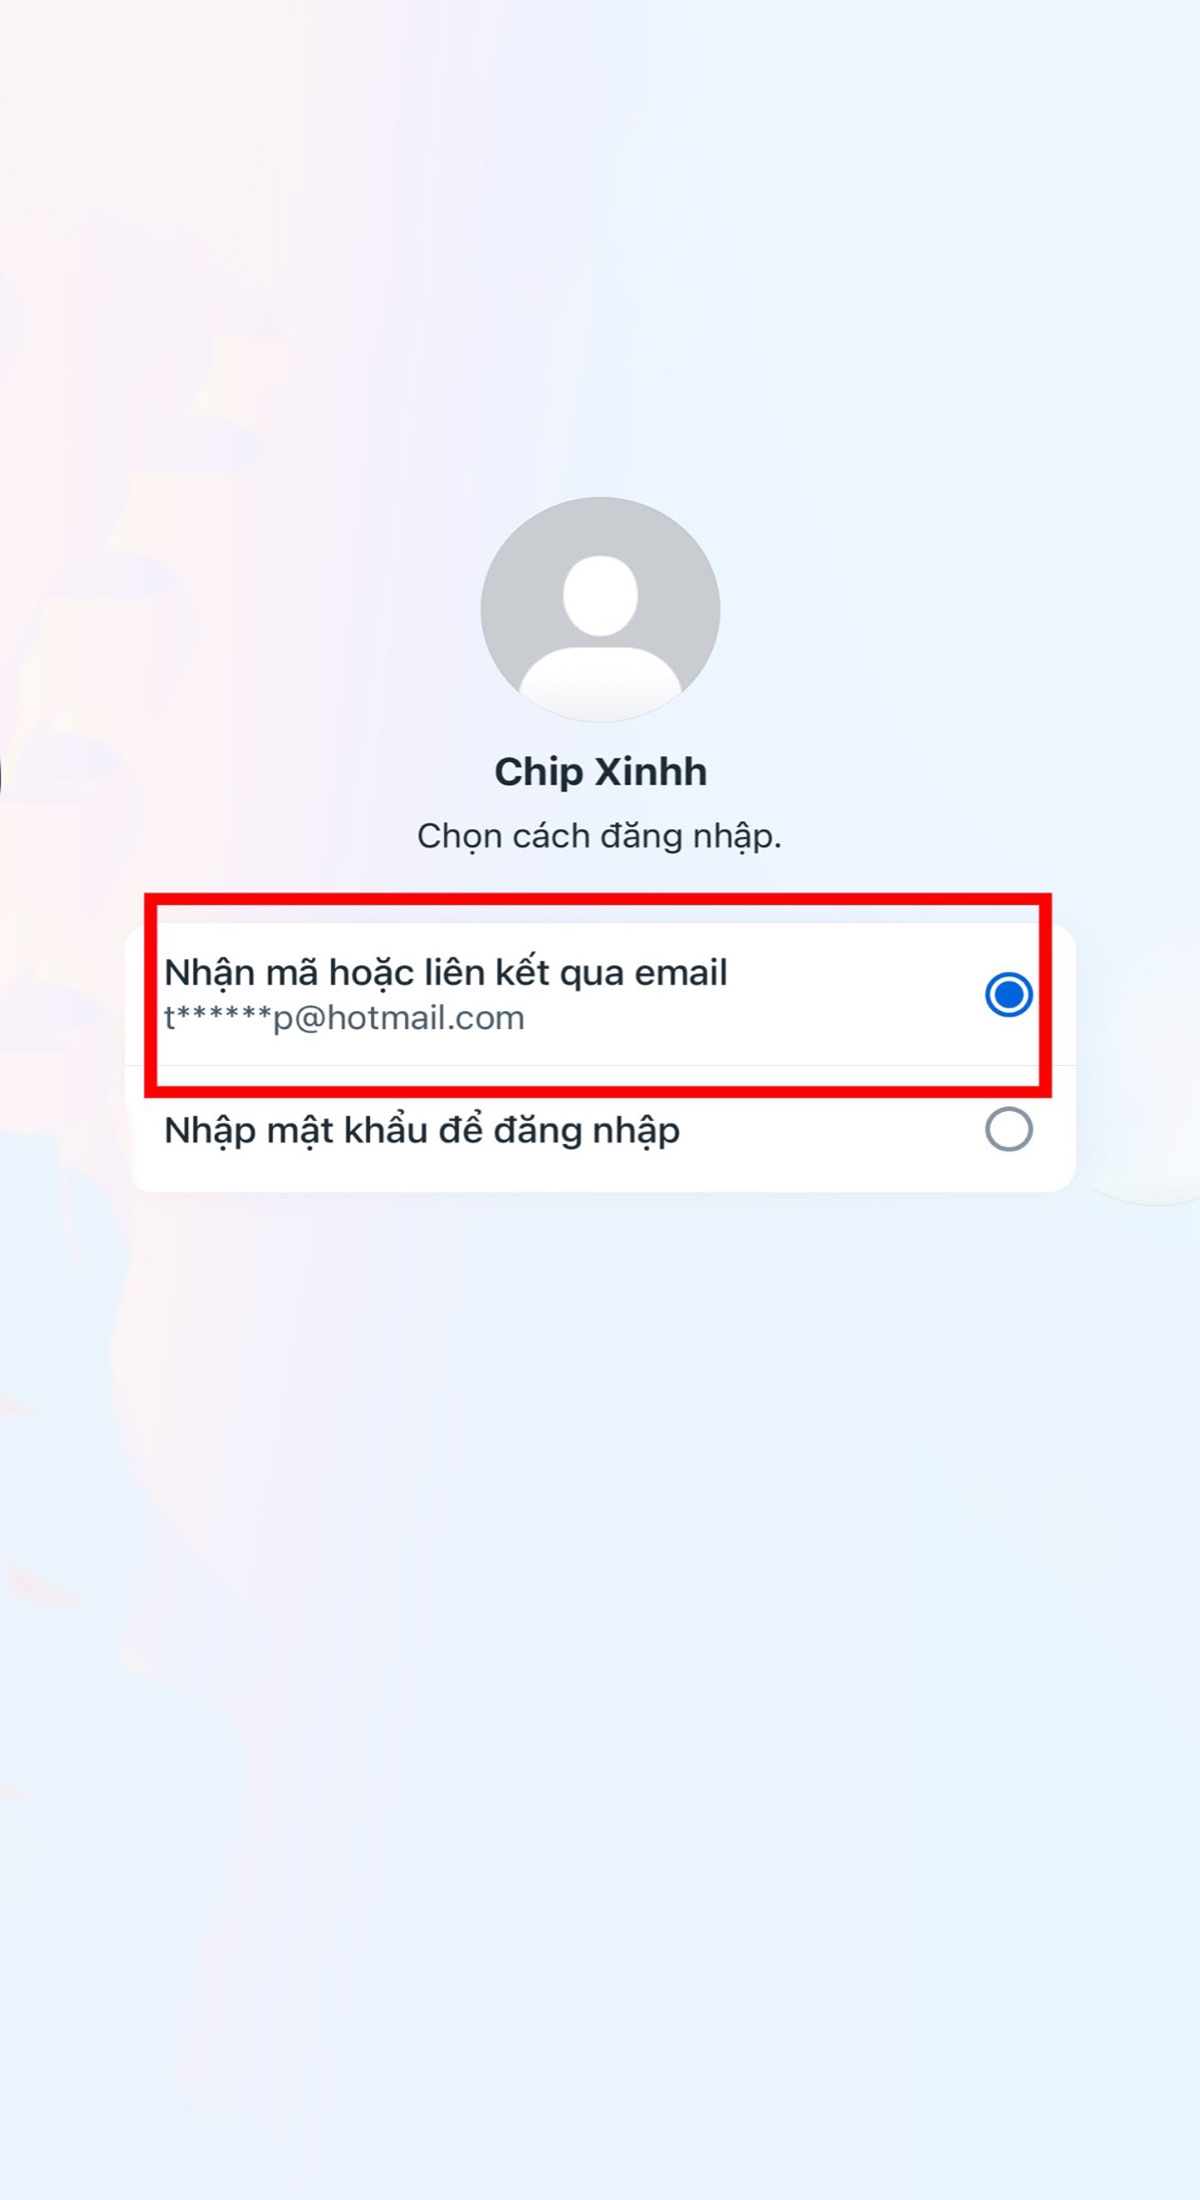 Chip Xinhh
Chọn cách đăng nhập.
Nhận mã hoặc liên kết qua email
t******p@hotmail.com
Nhập mật khẩu để đăng nhập